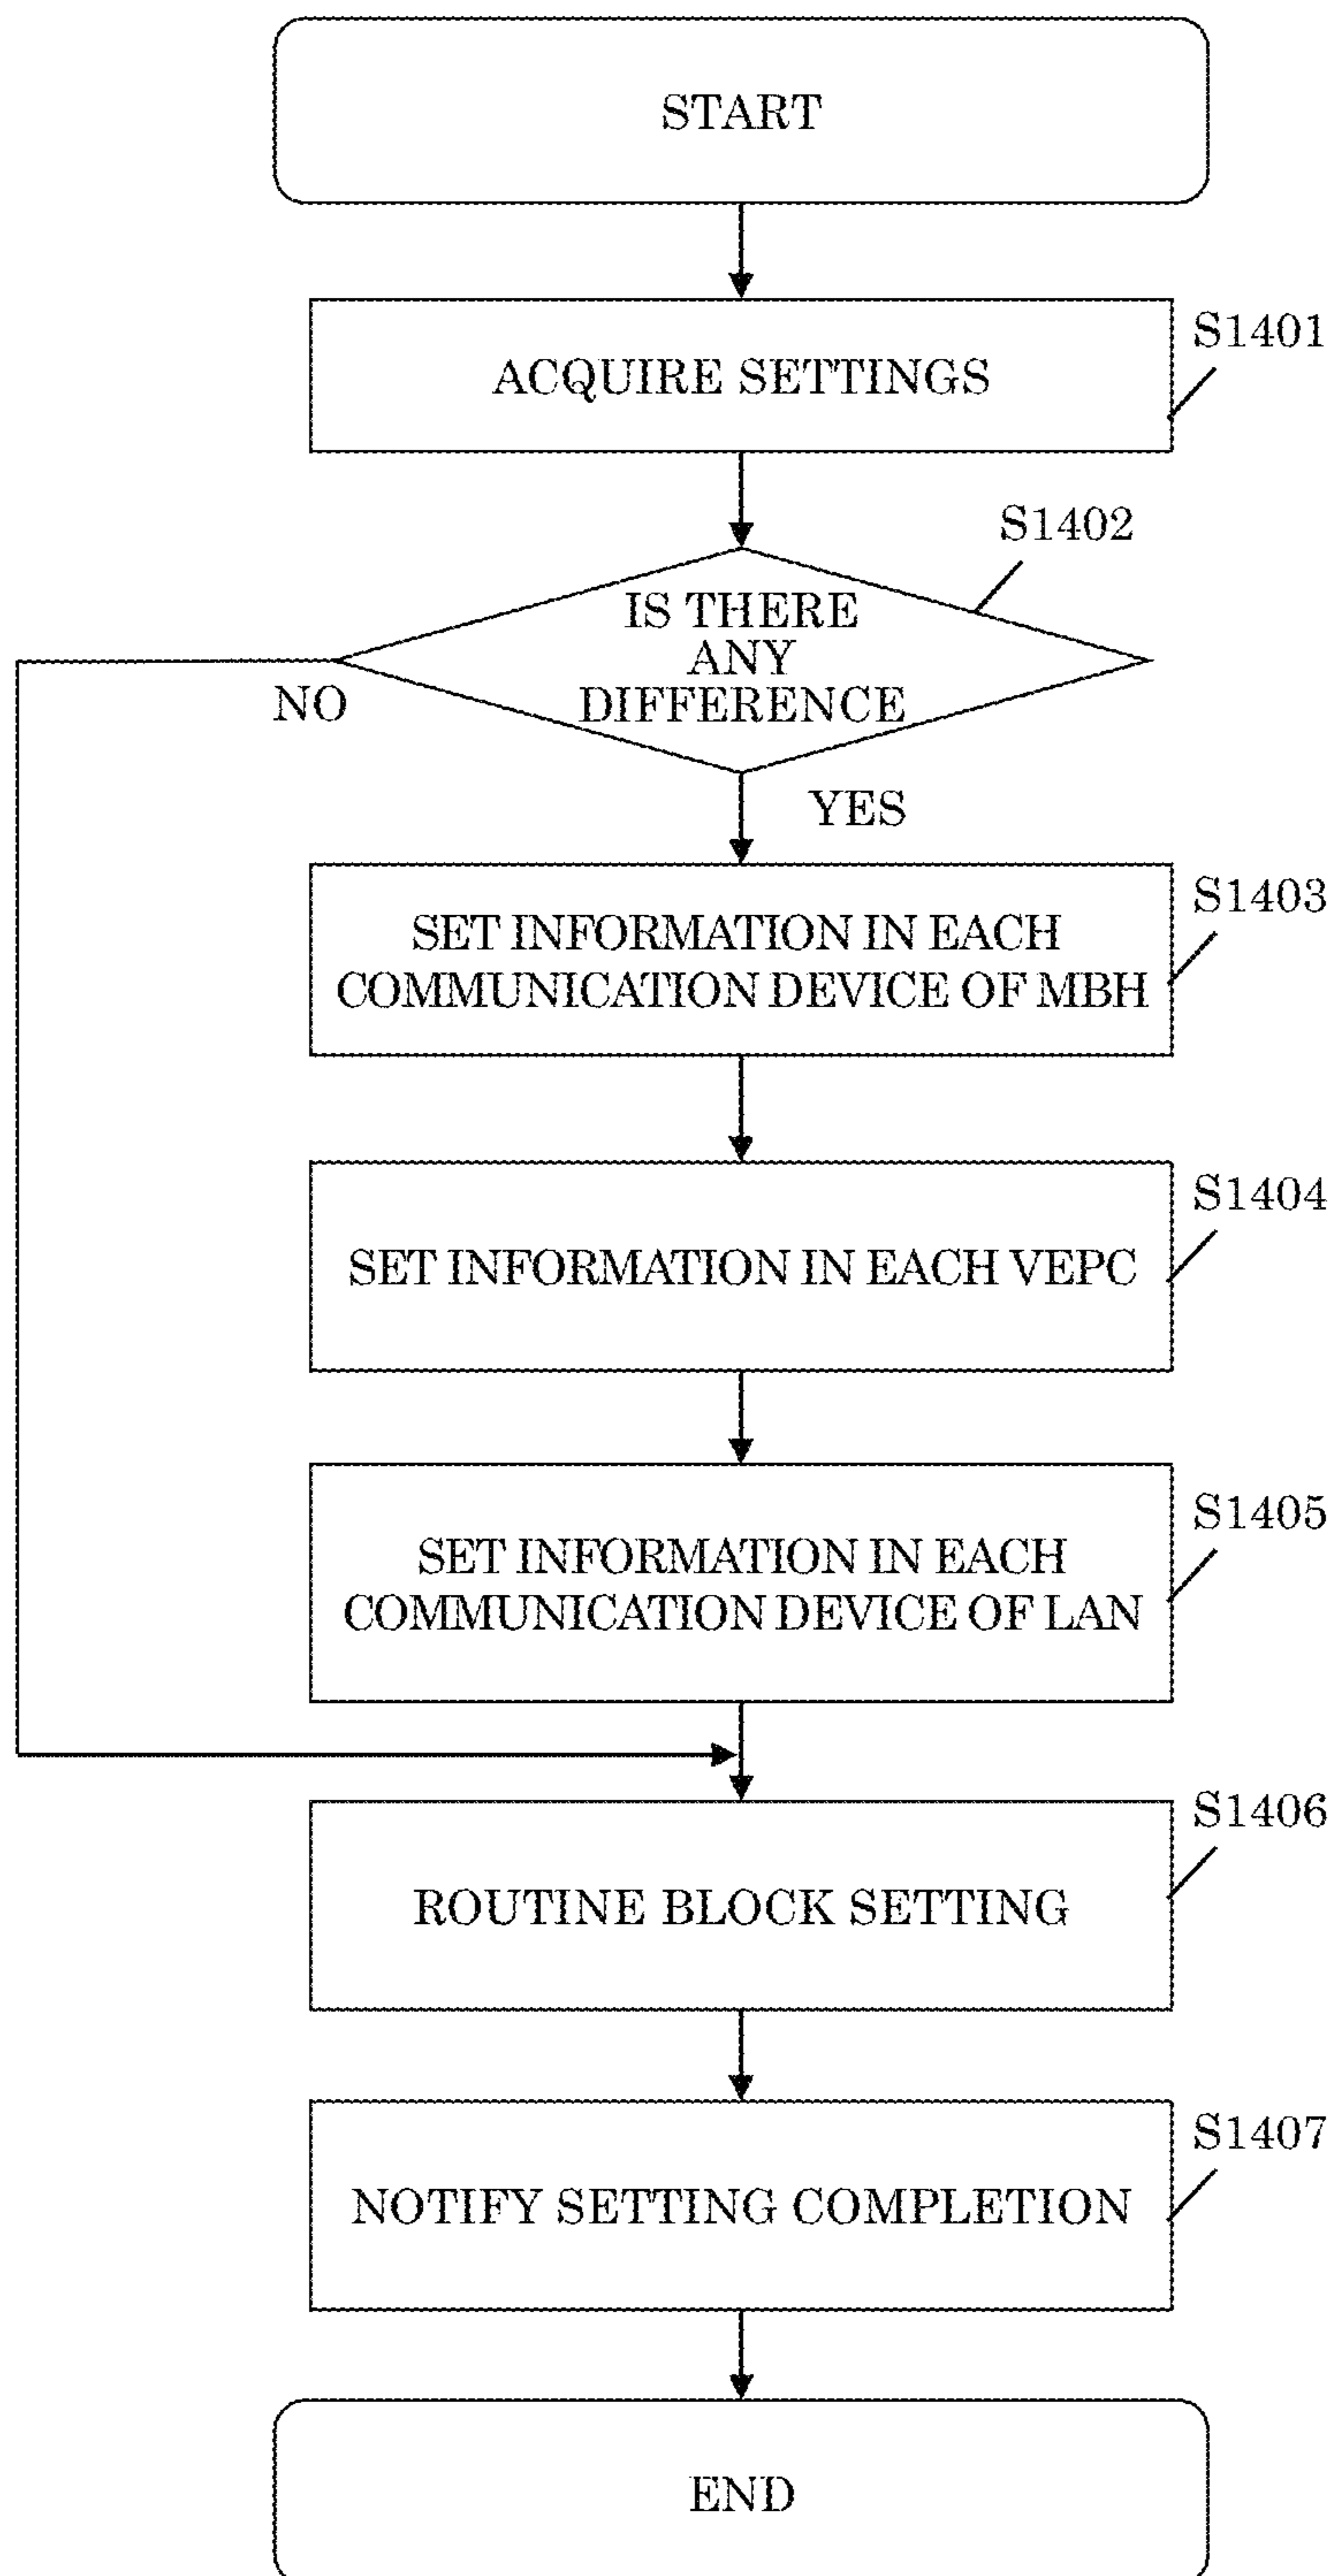 START
S1401
ACQUIRE SETTINGS
S1402
IS THERE
ANY
DIFFERENCE
NO
YES
S1403
SET INFORMATION IN EACH
COMMUNICATION DEVICE OF MBH
S1404
SET INFORMATION IN EACH VEPC
S1405
SET INFORMATION IN EACH
COMMUNICATION DEVICE OF LAN
S1406
ROUTINE BLOCK SETTING
S1407
NOTIFY SETTING COMPLETION
END